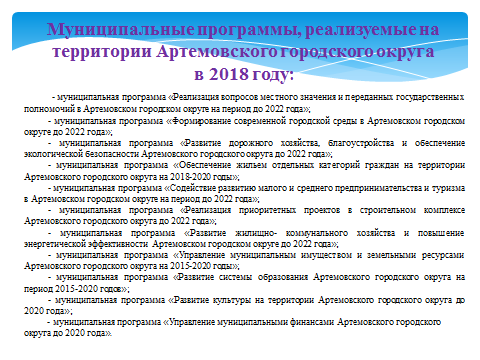 Муниципальные программы, реализуемые на
территории Артемовского городского округа
в 2018 году:
- муниципальная программа «Реализация вопросов местного значения и переданных государственных
полномочий в Артемовском городском округе на период до 2022 года»;
- муниципальная программа «Формирование современной городской среды в Артемовском городском
округе до 2022 года»;
- муниципальная программа «Развитие дорожного хозяйства, благоустройства и обеспечение
экологической безопасности Артемовского городского округа до 2022 года»;
- муниципальная программа «Обеспечение жильем отдельных категорий граждан на территории
Артемовского городского округа на 2018-2020 годы»;
- муниципальная программа «Содействие развитию малого и среднего предпринимательства и туризма
в Артемовском городском округе на период до 2022 года»;
- муниципальная программа «Реализация приоритетных проектов в строительном комплексе
Артемовского городского округа до 2022 года»;
- муниципальная программа «Развитие жилищно- коммунального хозяйства и повышение
энергетической эффективности Артемовском городском округе до 2022 года»;
- муниципальная программа «Управление муниципальным имуществом и земельными ресурсами
Артемовского городского округа на 2015-2020 годы»;
- муниципальная программа «Развитие системы образования Артемовского городского округа на
период 2015-2020 годов»;
- муниципальная программа «Развитие культуры на территории Артемовского городского округа до
2020 года»;
- муниципальная программа «Управление муниципальными финансами Артемовского городского
округа до 2020 года».